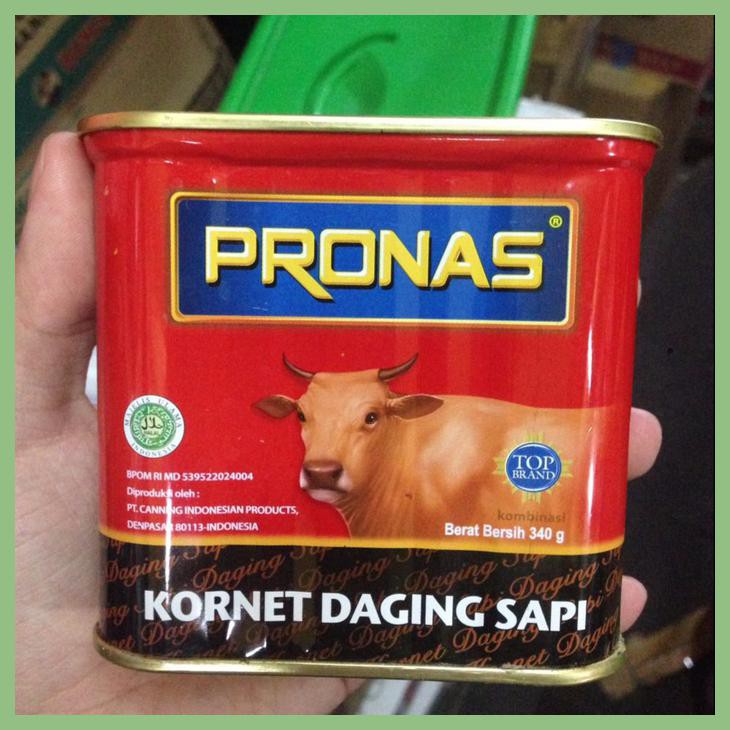 PRONAS®
MAJELIS ULAMA INDONESIA
HALAL
BPOM RI MD 539522024004
Diproduksi oleh :
PT. CANNING INDONESIAN PRODUCTS,
DENPASAR 80113-INDONESIA
TOP
BRAND
kombinasi
Berat Bersih 340 g
KORNET DAGING SAPI